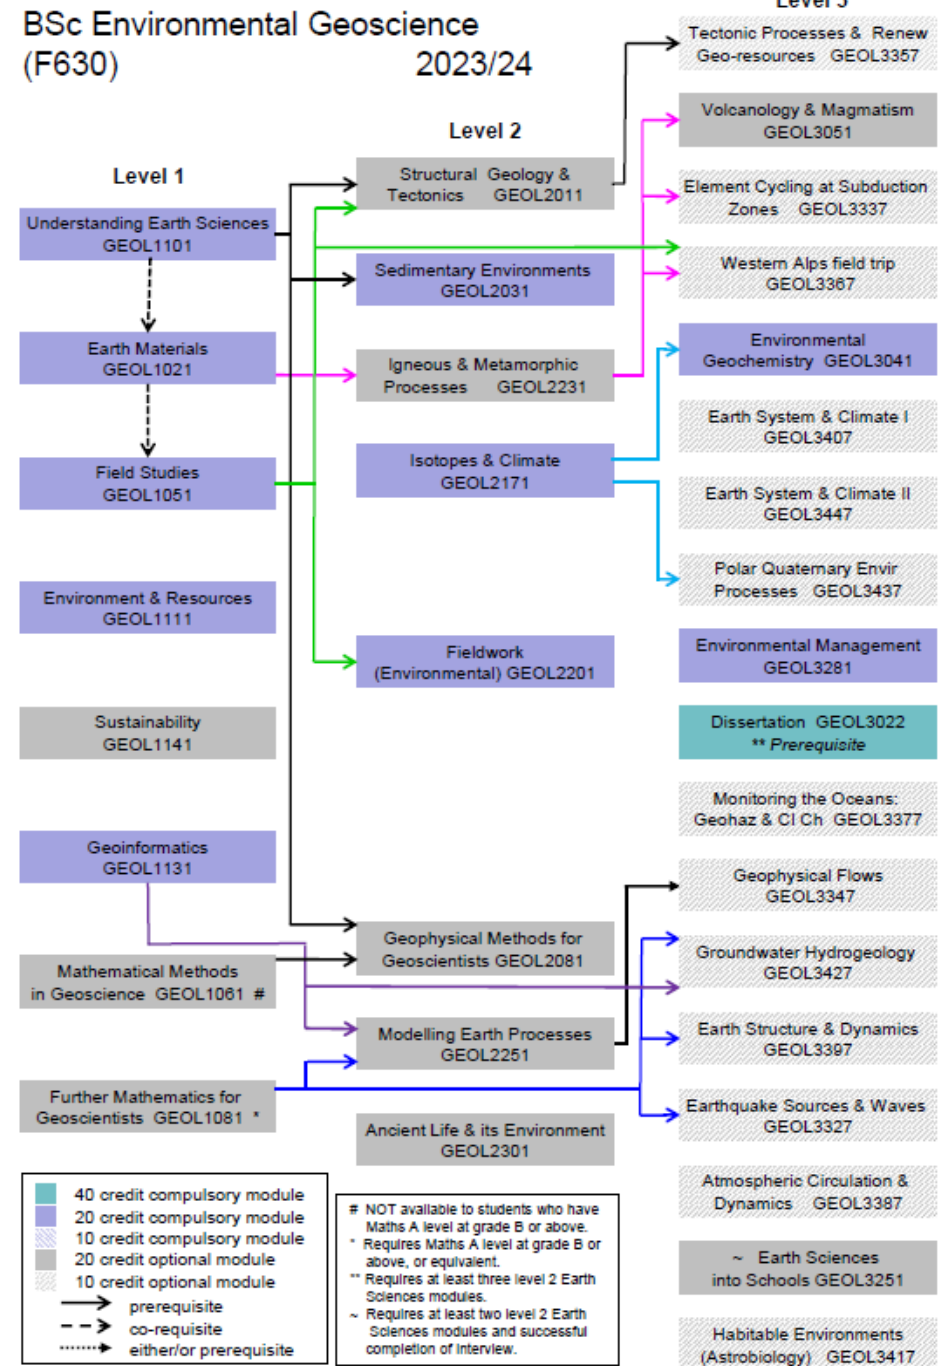 BSc Environmental Geoscience
(F630) 2023/24
Level 1
Understanding Earth Sciences
GEOL1101
Earth Materials
GEOL1021
Field Studies
GEOL1051
Environment & Resources
GEOL1111
Sustainability
GEOL1141
Geoinformatics
GEOL1131
Mathematical Methods
in Geoscience GEOL1061 #
Further Mathematics for
Geoscientists GEOL1081 *
Level 2
Structural Geology &
Tectonics GEOL2011
Sedimentary Environments
GEOL2031
Igneous & Metamorphic
Processes GEOL2231
Isotopes & Climate
GEOL2171
Fieldwork
(Environmental) GEOL2201
Geophysical Methods for
Geoscientists GEOL2081
Modelling Earth Processes
GEOL2251
Ancient Life & its Environment
GEOL2301
Level 3
Tectonic Processes & Renew
Geo-resources GEOL3357
Volcanology & Magmatism
GEOL3051
Element Cycling at Subduction
Zones GEOL3337
Western Alps field trip
GEOL3367
Environmental
Geochemistry GEOL3041
Earth System & Climate I
GEOL3407
Earth System & Climate II
GEOL3447
Polar Quaternary Envir
Processes GEOL3437
Environmental Management
GEOL3281
Dissertation GEOL3022
** Prerequisite
Monitoring the Oceans:
Geohaz & Cl Ch GEOL3377
Geophysical Flows
GEOL3347
Groundwater Hydrogeology
GEOL3427
Earth Structure & Dynamics
GEOL3397
Earthquake Sources & Waves
GEOL3327
Atmospheric Circulation &
Dynamics GEOL3387
~ Earth Sciences
into Schools GEOL3251
Habitable Environments
(Astrobiology) GEOL3417
40 credit compulsory module
20 credit compulsory module
10 credit compulsory module
20 credit optional module
10 credit optional module
prerequisite
co-requisite
either/or prerequisite
# NOT available to students who have
Maths A level at grade B or above.
* Requires Maths A level at grade B or
above, or equivalent.
** Requires at least three level 2 Earth
Sciences modules.
~ Requires at least two level 2 Earth
Sciences modules and successful
completion of Interview.